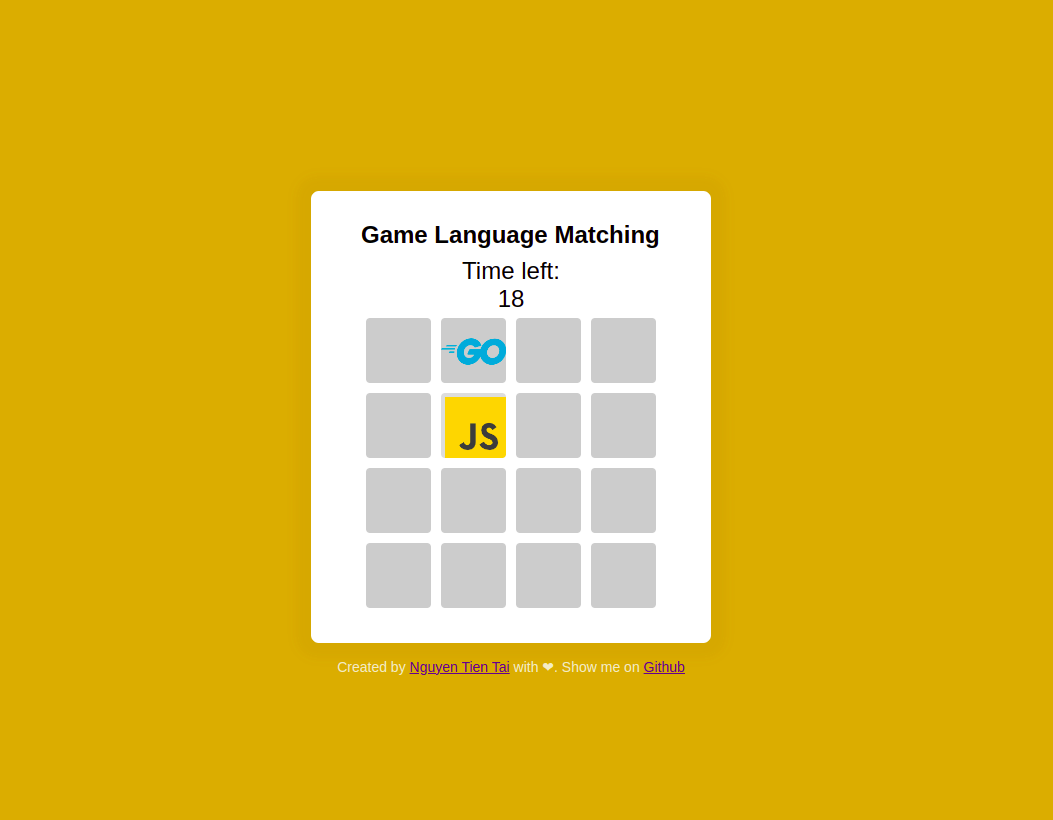 Game Language Matching
Time left:
18
GO
JS
Created by Nguyen Tien Tai with ❤. Show me on Github